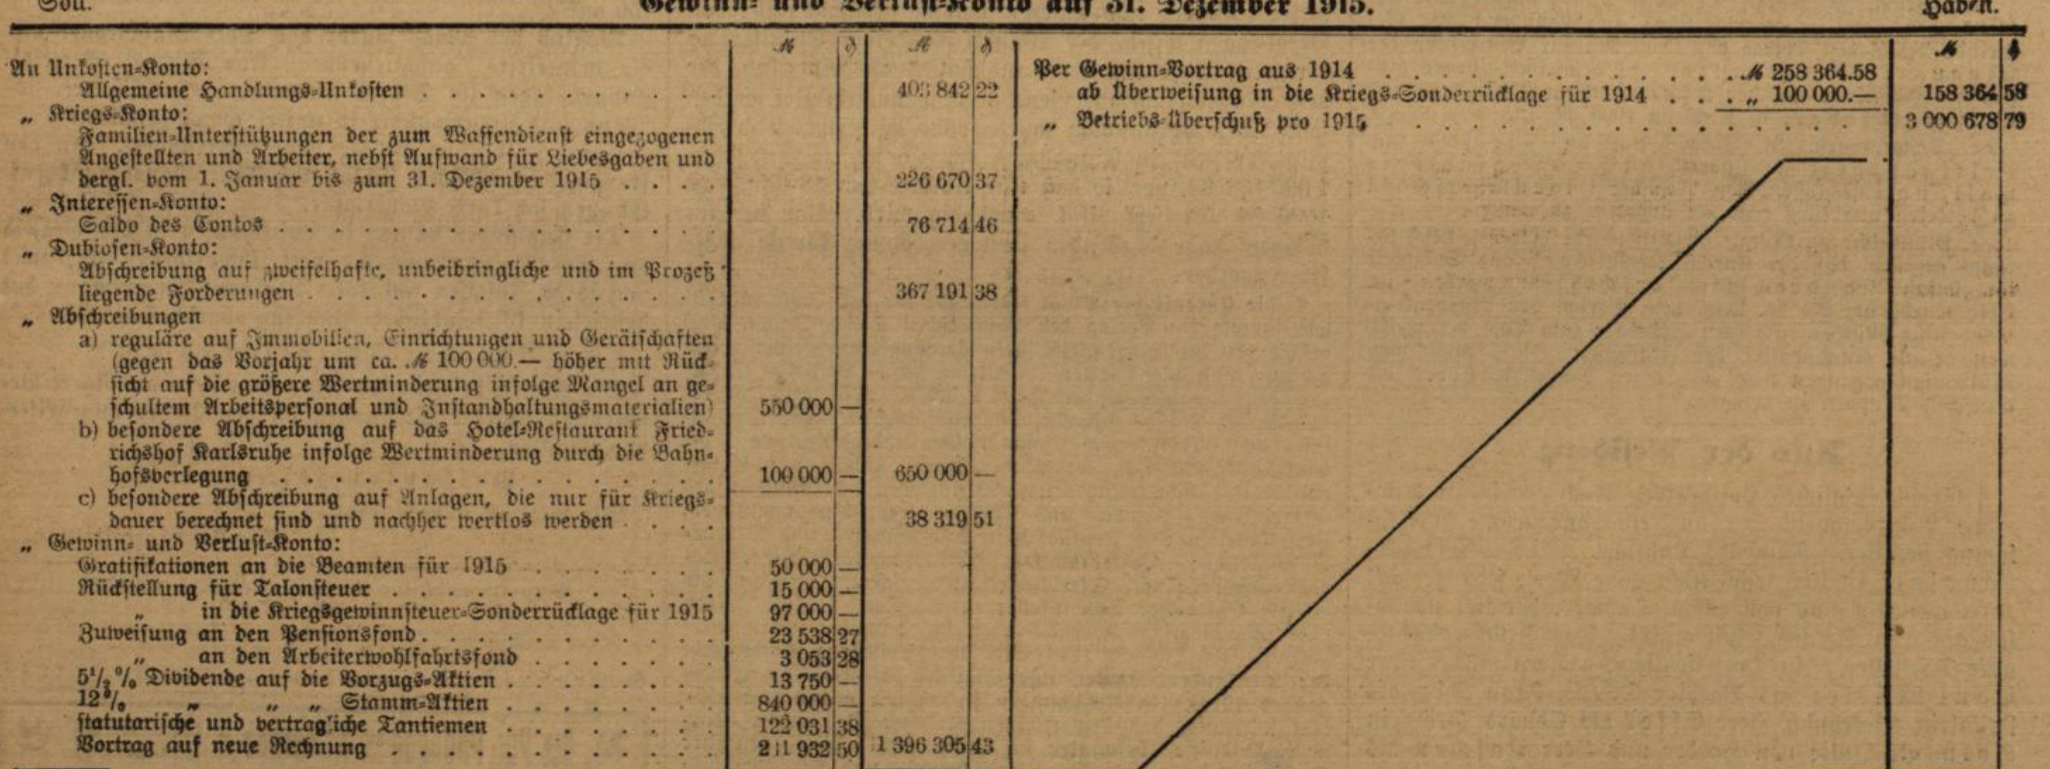 Soll. Gewinn- und Verlust-Konto auf 31. Dezember 1915. Haben.
ℳ ₰ ℳ ₰
An Unkosten-Konto:
Allgemeine Handlungs-Unkosten . . . . . . . . . . 403 842 22
„ Kriegs-Konto:
Familien-Unterstützungen der zum Waffendienst eingezogenen
Angestellten und Arbeiter, nebst Aufwand für Liebesgaben und
dergl. vom 1. Januar bis zum 31. Dezember 1915 . . . . 226 670 37
„ Interessen-Konto:
Saldo des Contos . . . . . . . . . . . . . . . 76 714 46
„ Dubiosen-Konto:
Abschreibung auf zweifelhafte, unbeibringliche und im Prozeß
liegende Forderungen . . . . . . . . . . . . . . 367 191 38
„ Abschreibungen
a) reguläre auf Immobilien, Einrichtungen und Gerätschaften
(gegen das Vorjahr um ca. ℳ 100 000.— höher mit Rück-
sicht auf die größere Wertminderung infolge Mangel an ge-
schultem Arbeitspersonal und Instandhaltungsmaterialien) 550 000 —
b) besondere Abschreibung auf das Hotel-Restaurant Fried-
richshof Karlsruhe infolge Wertminderung durch die Bahn-
hofsverlegung . . . . . . . . . . . . . . 100 000 — 650 000 —
c) besondere Abschreibung auf Anlagen, die nur für Kriegs-
dauer berechnet sind und nachher wertlos werden . . . . 38 319 51
„ Gewinn- und Verlust-Konto:
Gratifikationen an die Beamten für 1915 . . . . . . . 50 000 —
Rückstellung für Talonsteuer . . . . . . . . . . 15 000 —
„ in die Kriegsgewinnsteuer-Sonderrücklage für 1915 97 000 —
Zuweisung an den Pensionsfond . . . . . . . . . . 23 538 27
„ an den Arbeiterwohlfahrtsfond . . . . . . 3 053 28
5½ % Dividende auf die Vorzugs-Aktien . . . . . . . 13 750 —
12 % „ „ „ Stamm-Aktien . . . . . . . 840 000 —
statutarische und vertragliche Tantiemen . . . . . . . 122 031 38
Vortrag auf neue Rechnung . . . . . . . . . . . 231 932 50 1 396 305 43
ℳ ₰
Per Gewinn-Vortrag aus 1914 . . . . . . . . . . . . . ℳ 258 364.58
ab Überweisung in die Kriegs-Sonderrücklage für 1914 . . . „ 100 000.— 158 364 58
„ Betriebs-Überschuß pro 1915 . . . . . . . . . . . . . . 3 000 678 79